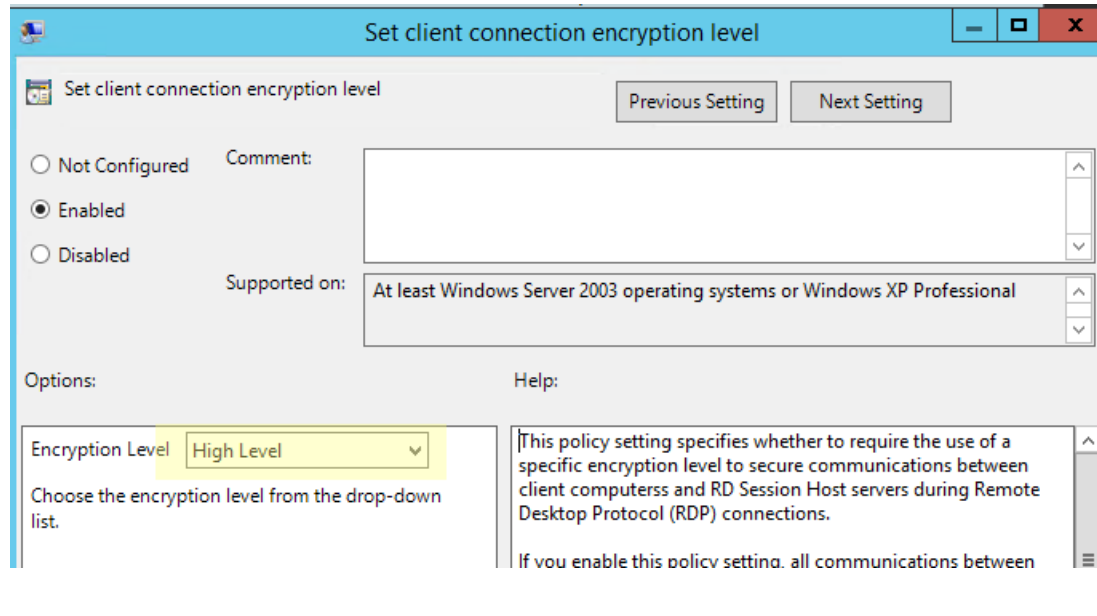 Set client connection encryption level
Set client connection encryption level
Previous Setting
Next Setting
Not Configured
Comment:
Enabled
Disabled
Supported on:
At least Windows Server 2003 operating systems or Windows XP Professional
Options:
Help:
Encryption Level
High Level
Choose the encryption level from the drop-down
list.
This policy setting specifies whether to require the use of a
specific encryption level to secure communications between
client computerss and RD Session Host servers during Remote
Desktop Protocol (RDP) connections.
If you enable this policy setting, all communications between